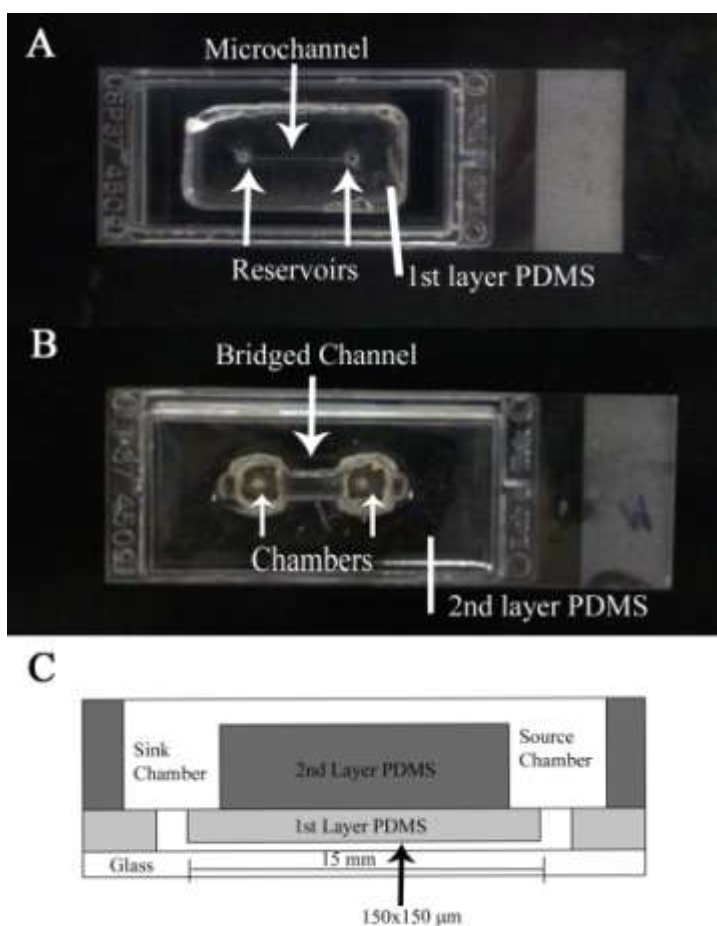 A
Microchannel
Reservoirs
1st layer PDMS
B
Bridged Channel
Chambers
2nd layer PDMS
C
Sink
Chamber
2nd Layer PDMS
Source
Chamber
1st Layer PDMS
Glass
15 mm
150x150 μm